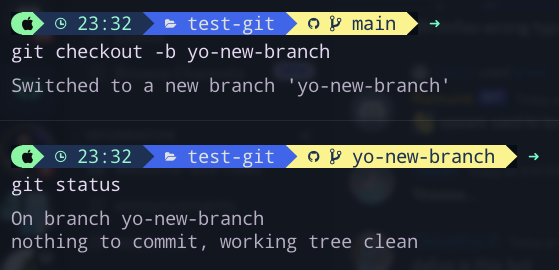 23:32 test-git main →
git checkout -b yo-new-branch
Switched to a new branch 'yo-new-branch'
23:32 test-git yo-new-branch →
git status
On branch yo-new-branch
nothing to commit, working tree clean